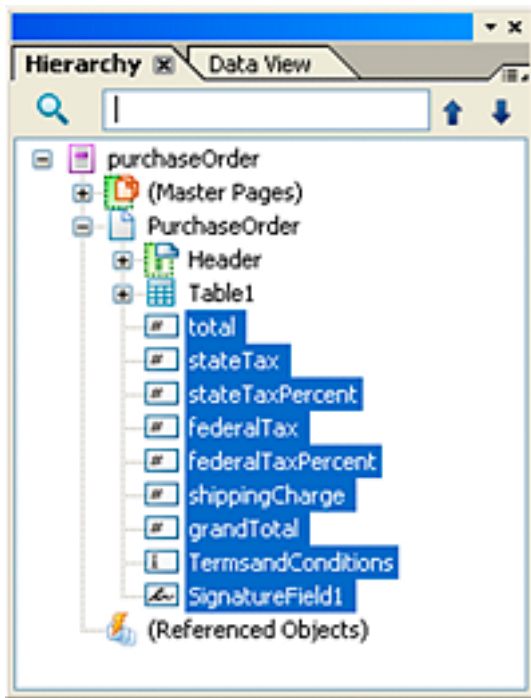 Hierarchy Data View
purchaseOrder
(Master Pages)
PurchaseOrder
Header
Table1
total
stateTax
stateTaxPercent
federalTax
federalTaxPercent
shippingCharge
grandTotal
TermsandConditions
SignatureField1
(Referenced Objects)